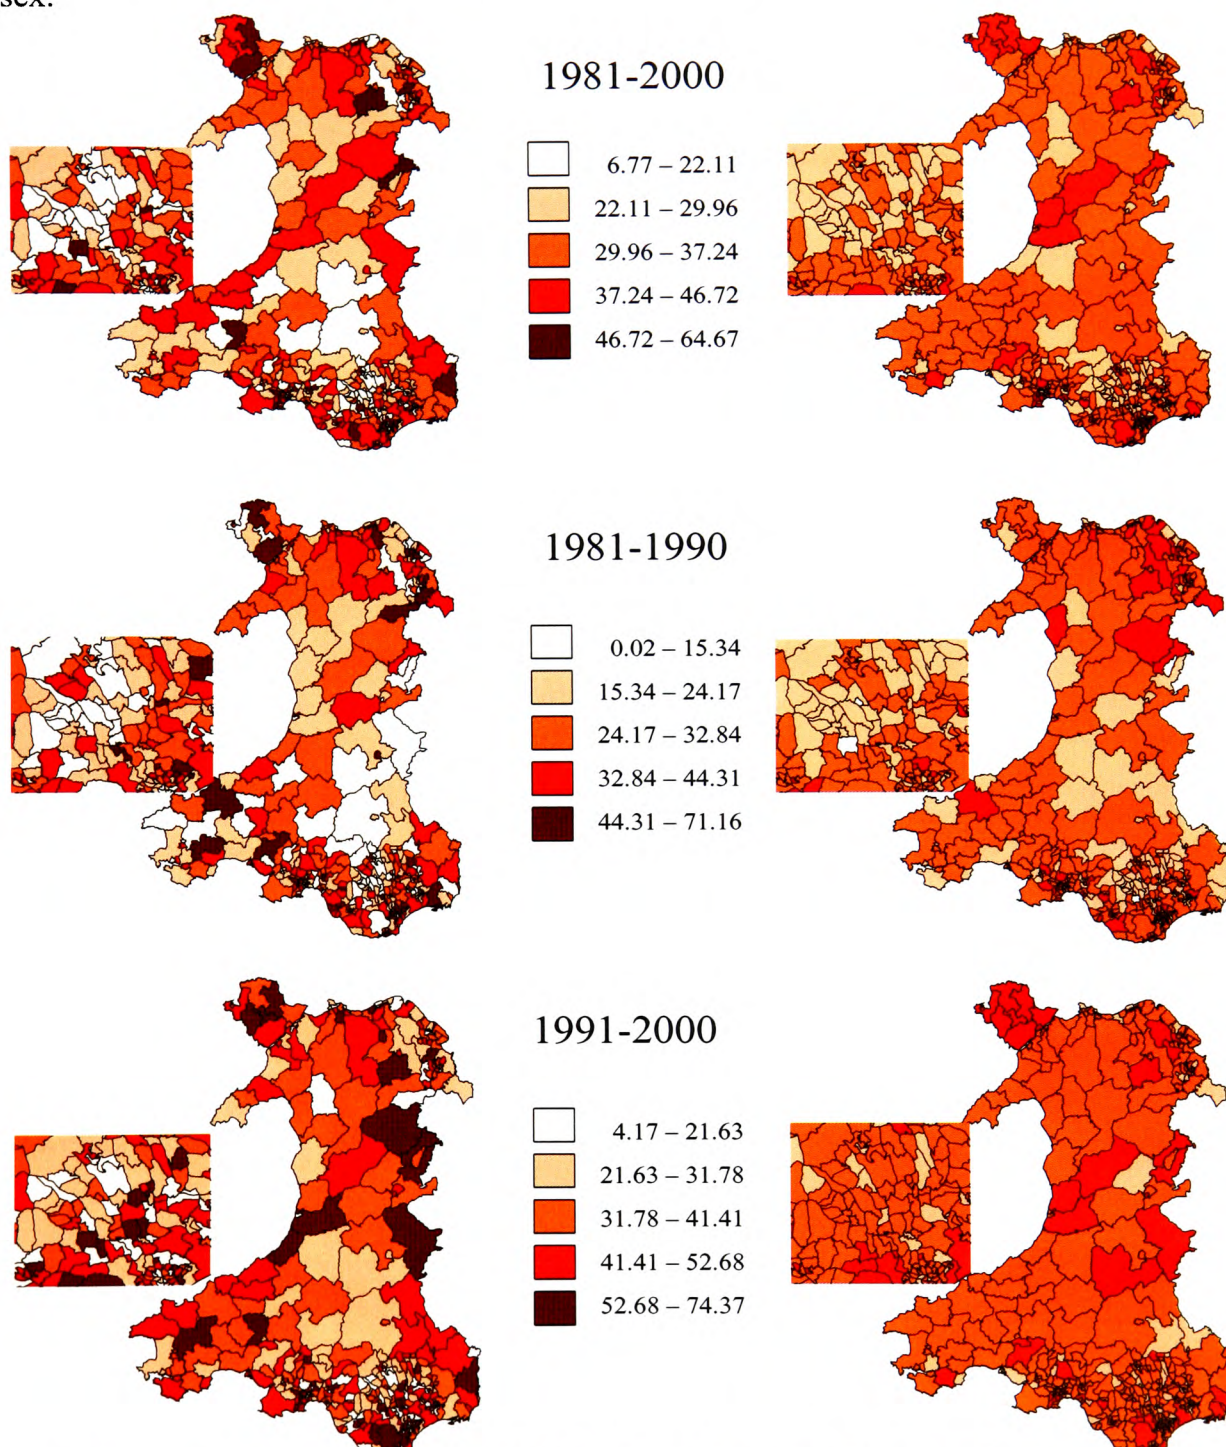 sex.
1981-2000
6.77 – 22.11
22.11 – 29.96
29.96 – 37.24
37.24 – 46.72
46.72 – 64.67
1981-1990
0.02 – 15.34
15.34 – 24.17
24.17 – 32.84
32.84 – 44.31
44.31 – 71.16
1991-2000
4.17 – 21.63
21.63 – 31.78
31.78 – 41.41
41.41 – 52.68
52.68 – 74.37